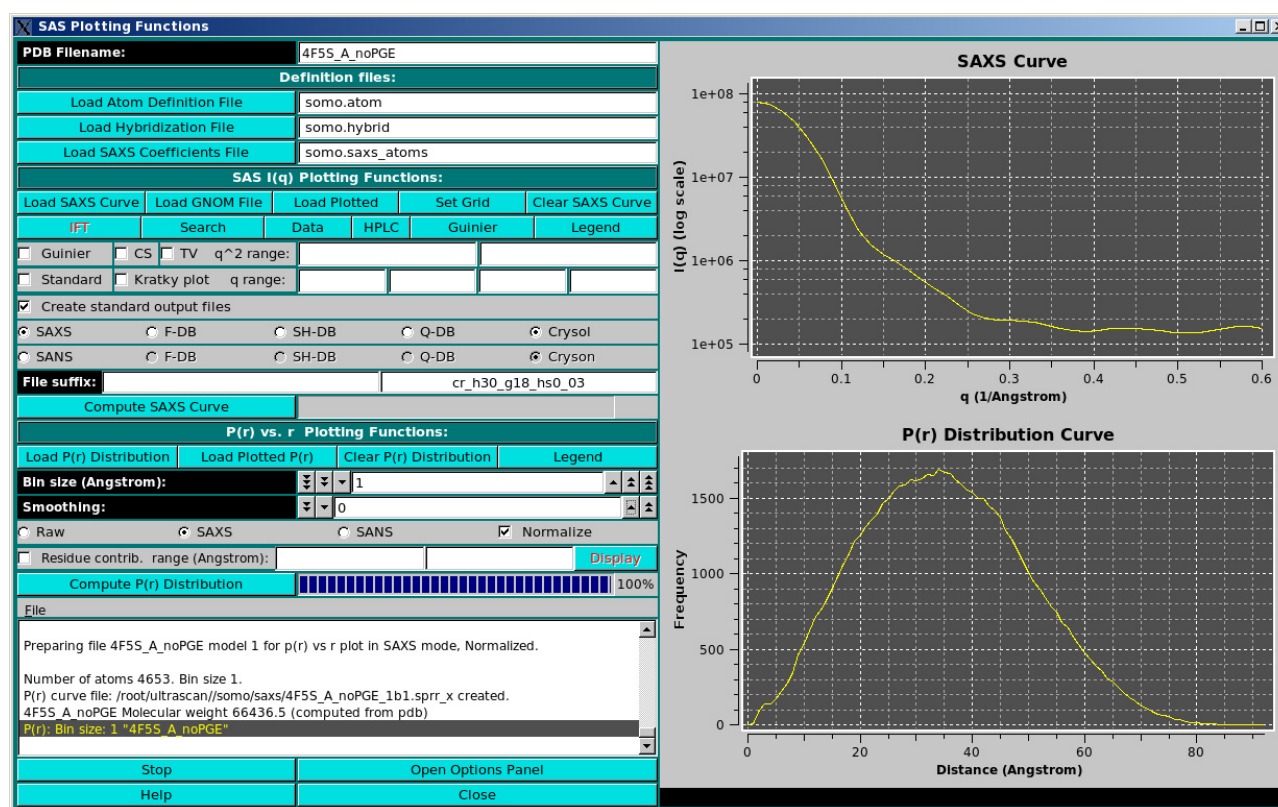 SAS Plotting Functions
PDB Filename: 4F5S_A_noPGE
Definition files:
Load Atom Definition File somo.atom
Load Hybridization File somo.hybrid
Load SAXS Coefficients File somo.saxs_atoms
SAS I(q) Plotting Functions:
Load SAXS Curve Load GNOM File Load Plotted Set Grid Clear SAXS Curve
IFT Search Data HPLC Guinier Legend
Guinier CS TV q^2 range:
Standard Kratky plot q range:
Create standard output files
SAXS F-DB SH-DB Q-DB Crysol
SANS F-DB SH-DB Q-DB Cryson
File suffix: cr_h30_g18_hs0_03
Compute SAXS Curve
P(r) vs. r Plotting Functions:
Load P(r) Distribution Load Plotted P(r) Clear P(r) Distribution Legend
Bin size (Angstrom): 1
Smoothing: 0
Raw SAXS SANS Normalize
Residue contrib. range (Angstrom): Display
Compute P(r) Distribution 100%
File
Preparing file 4F5S_A_noPGE model 1 for p(r) vs r plot in SAXS mode, Normalized.
Number of atoms 4653. Bin size 1.
P(r) curve file: /root/ultrascan//somo/saxs/4F5S_A_noPGE_1b1.sprr_x created.
4F5S_A_noPGE Molecular weight 66436.5 (computed from pdb)
P(r): Bin size: 1 "4F5S_A_noPGE"
Stop Open Options Panel
Help Close
SAXS Curve
I(q) (log scale)
1e+08
1e+07
1e+06
1e+05
0 0.1 0.2 0.3 0.4 0.5 0.6
q (1/Angstrom)
P(r) Distribution Curve
Frequency
1500
1000
500
0
0 20 40 60 80
Distance (Angstrom)